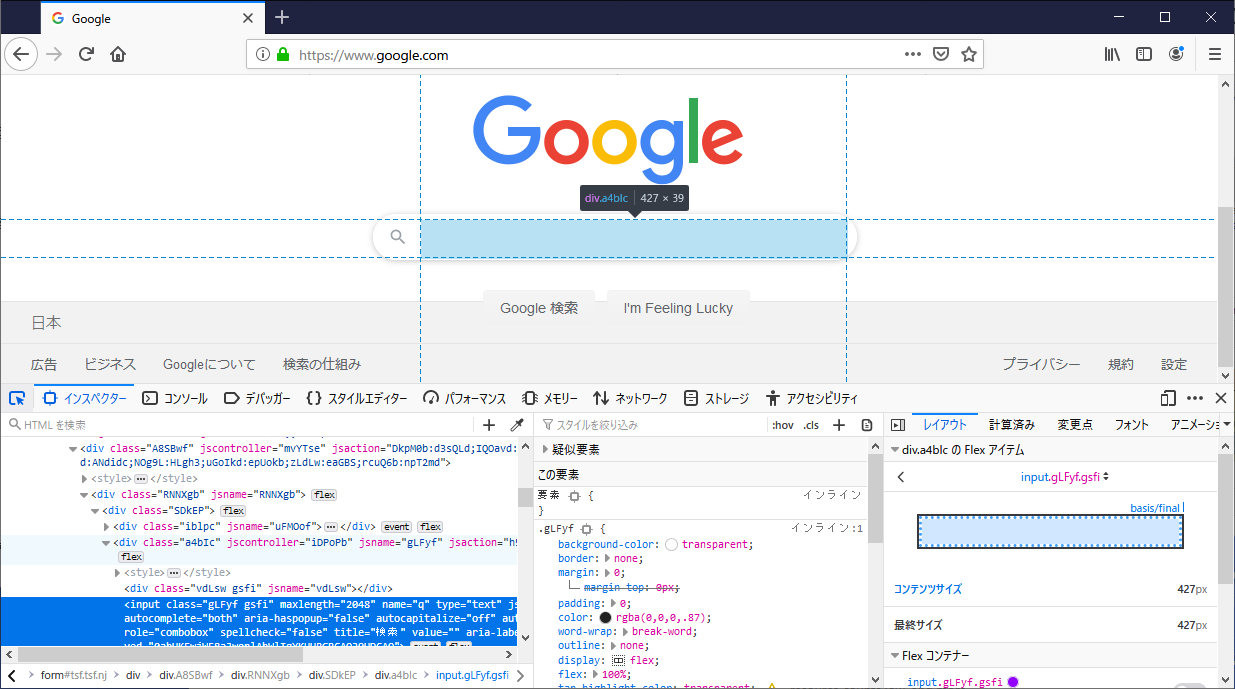 Google
https://www.google.com
Google
div.a4bIc 427 × 39
Google 検索 I'm Feeling Lucky
日本
広告 ビジネス Googleについて 検索の仕組み プライバシー 規約 設定
インスペクター コンソール デバッガー スタイルエディター パフォーマンス メモリー ネットワーク ストレージ アクセシビリティ
HTML を検索
<div class="A8SBwf" jscontroller="mvYTse" jsaction="DkpM0b:d3sQLd;IQOavd:
d:ANdidc;NOg9L:HLgh3;uGoIkd:epUokb;zLdLw:eaGBS;rcuQ6b:npT2md">
<style>⋯</style>
<div class="RNNXgb" jsname="RNNXgb"> flex
<div class="SDkEP"> flex
<div class="iblpc" jsname="uFMOof">⋯</div> event flex
<div class="a4bIc" jscontroller="iDPoPb" jsname="gLFyf" jsaction="h5
flex
<style>⋯</style>
<div class="vdLsw gsfi" jsname="vdLsw"></div>
<input class="gLFyf gsfi" maxlength="2048" name="q" type="text" js
autocomplete="both" aria-haspopup="false" autocapitalize="off" aut
role="combobox" spellcheck="false" title="検索" value="" aria-labe
event flex
form#tsf.tsf.nj div div.A8SBwf div.RNNXgb div.SDkEP div.a4bIc input.gLFyf.gsfi
スタイルを絞り込み :hov .cls
疑似要素
この要素
要素 { インライン
}
.gLFyf { インライン:1
background-color: transparent;
border: none;
margin: 0;
margin-top: 0px;
padding: 0;
color: rgba(0,0,0,.87);
word-wrap: break-word;
outline: none;
display: flex;
flex: 100%;
tap-highlight-color: transparent;
レイアウト 計算済み 変更点 フォント アニメーショ
div.a4bIc の Flex アイテム
input.gLFyf.gsfi
basis/final
コンテンツサイズ 427px
最終サイズ 427px
Flex コンテナー
input.gLFyf.gsfi